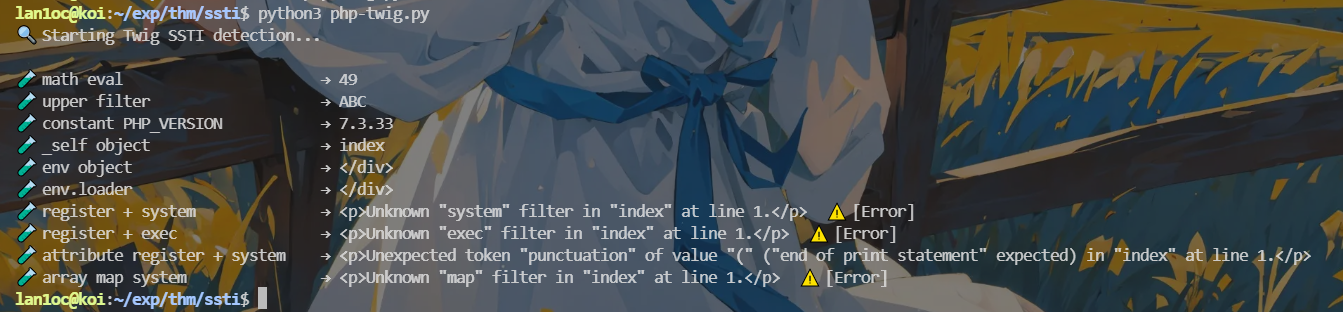 lan1oc@koi:~/exp/thm/ssti$ python3 php-twig.py
🔍 Starting Twig SSTI detection...
🧪 math eval → 49
🧪 upper filter → ABC
🧪 constant PHP_VERSION → 7.3.33
🧪 _self object → index
🧪 env object → </div>
🧪 env.loader → </div>
🧪 register + system → <p>Unknown "system" filter in "index" at line 1.</p> ⚠️ [Error]
🧪 register + exec → <p>Unknown "exec" filter in "index" at line 1.</p> ⚠️ [Error]
🧪 attribute register + system → <p>Unexpected token "punctuation" of value "(" ("end of print statement" expected) in "index" at line 1.</p>
🧪 array map system → <p>Unknown "map" filter in "index" at line 1.</p> ⚠️ [Error]
lan1oc@koi:~/exp/thm/ssti$